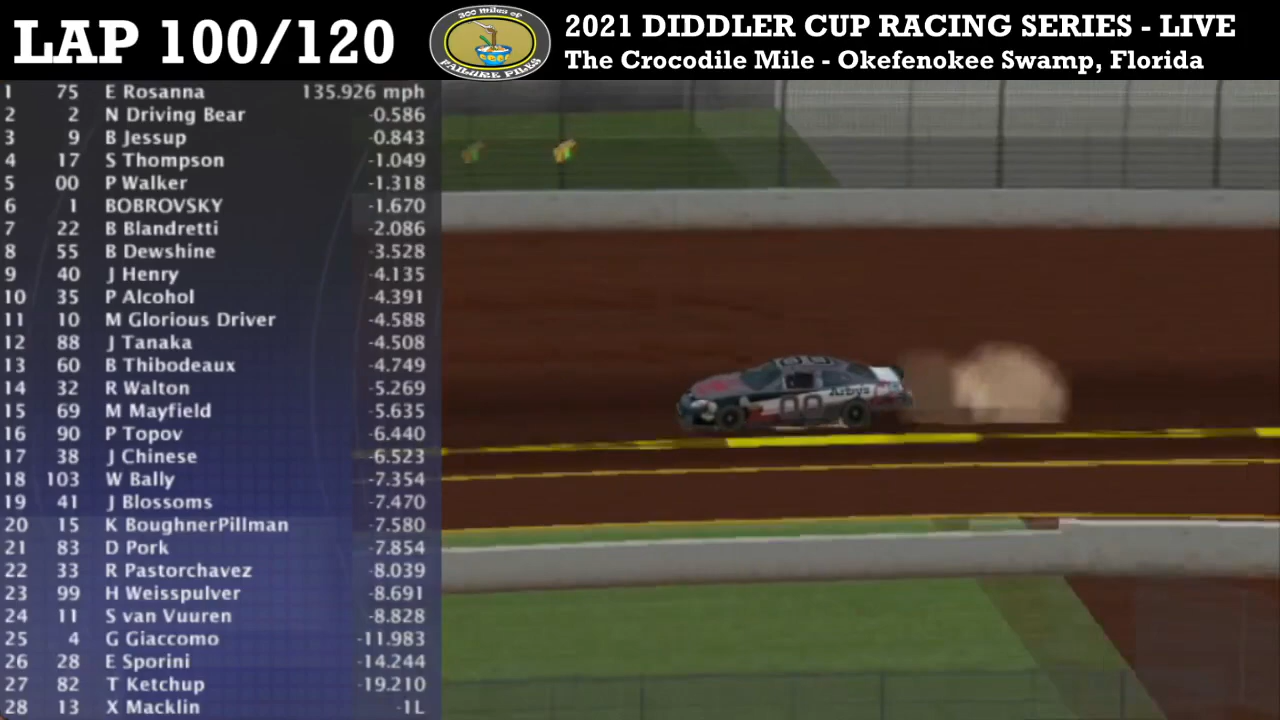 LAP 100/120
300 Miles of
FAILURE PILES
2021 DIDDLER CUP RACING SERIES - LIVE
The Crocodile Mile - Okefenokee Swamp, Florida
1 75 E Rosanna 135.926 mph
2 2 N Driving Bear -0.586
3 9 B Jessup -0.843
4 17 S Thompson -1.049
5 00 P Walker -1.318
6 1 BOBROVSKY -1.670
7 22 B Blandretti -2.086
8 55 B Dewshine -3.528
9 40 J Henry -4.135
10 35 P Alcohol -4.391
11 10 M Glorious Driver -4.588
12 88 J Tanaka -4.508
13 60 B Thibodeaux -4.749
14 32 R Walton -5.269
15 69 M Mayfield -5.635
16 90 P Topov -6.440
17 38 J Chinese -6.523
18 103 W Bally -7.354
19 41 J Blossoms -7.470
20 15 K BoughnerPillman -7.580
21 83 D Pork -7.854
22 33 R Pastorchavez -8.039
23 99 H Weisspulver -8.691
24 11 S van Vuuren -8.828
25 4 G Giaccomo -11.983
26 28 E Sporini -14.244
27 82 T Ketchup -19.210
28 13 X Macklin -1L
Arby's
00